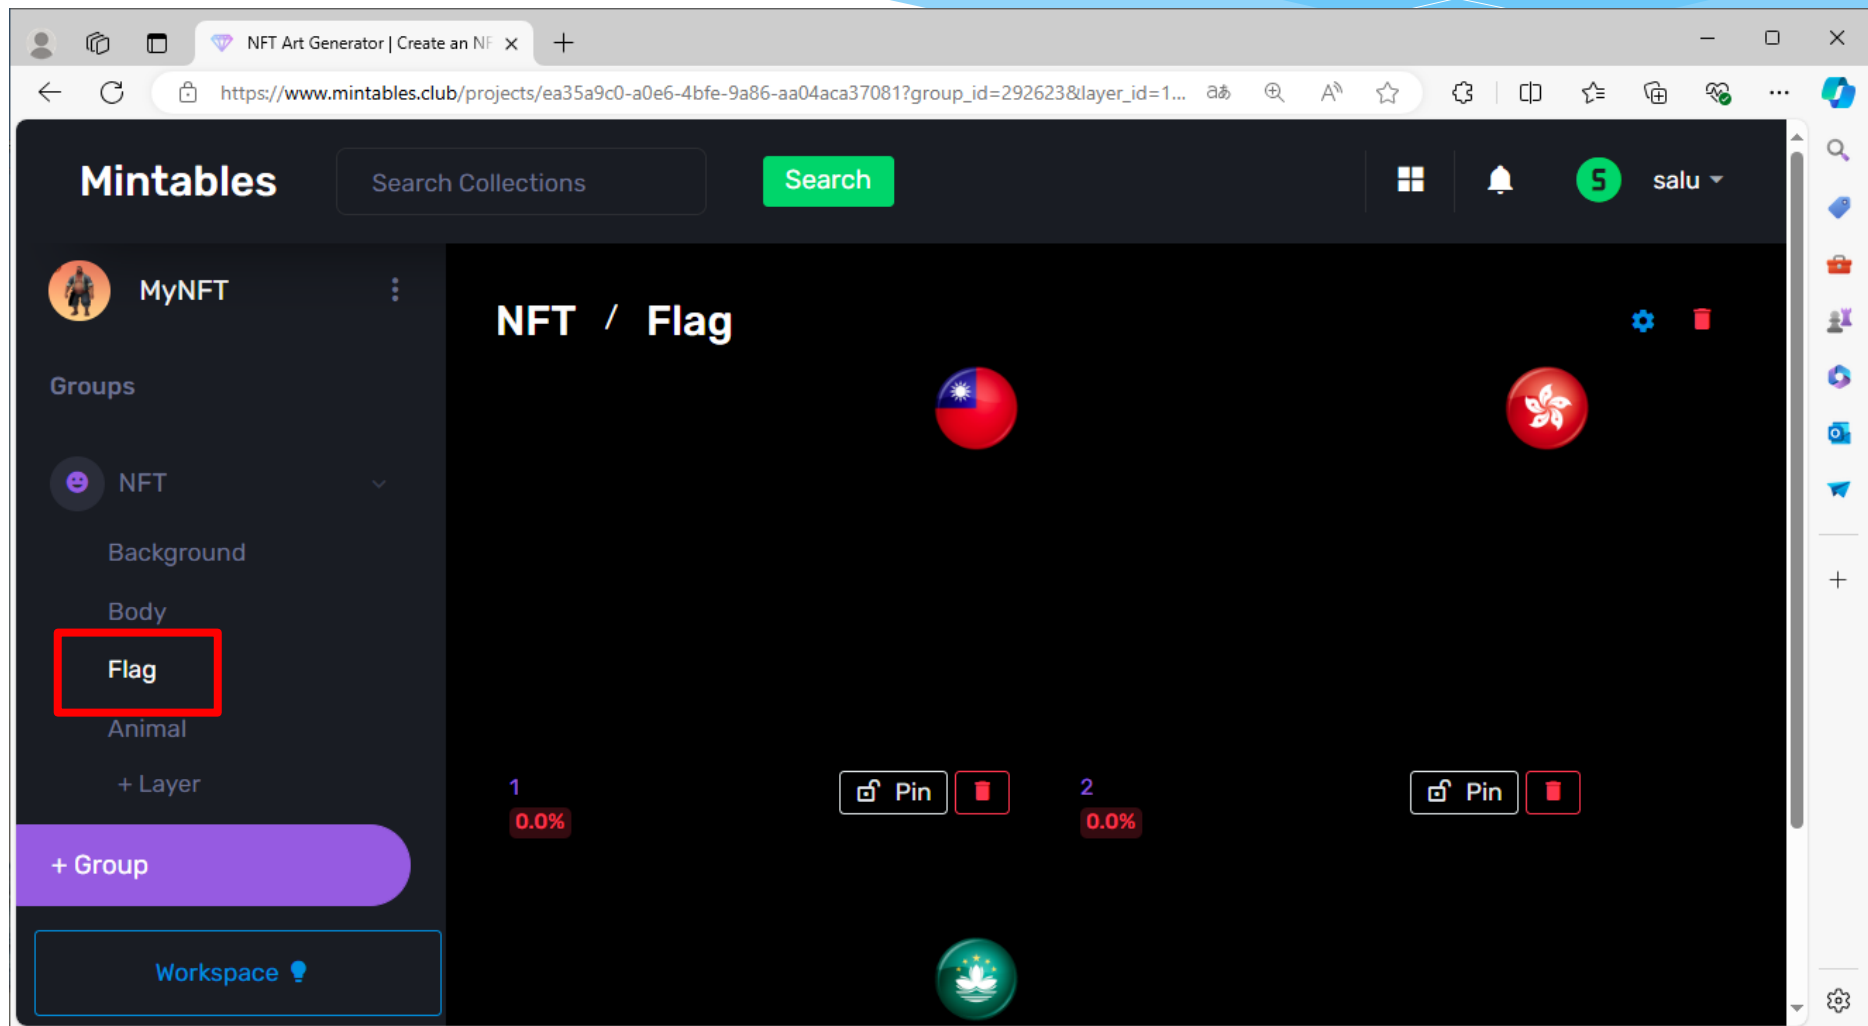 NFT Art Generator | Create an NF
https://www.mintables.club/projects/ea35a9c0-a0e6-4bfe-9a86-aa04aca37081?group_id=292623&layer_id=1...
Mintables
Search Collections
Search
salu
MyNFT
NFT / Flag
Groups
NFT
Background
Body
Flag
Animal
+ Layer
1
Pin
2
Pin
0.0%
0.0%
+ Group
Workspace